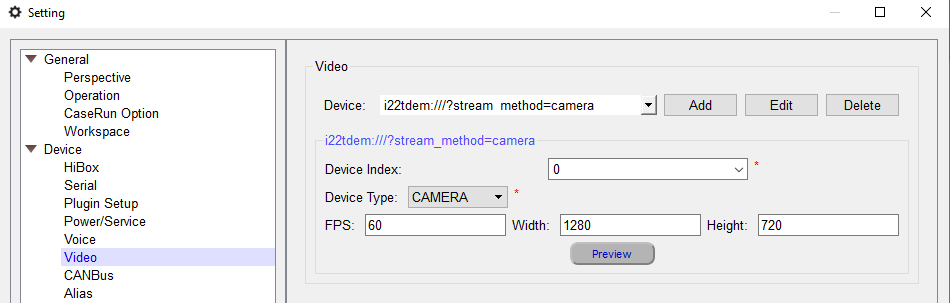 Setting
General
Perspective
Operation
CaseRun Option
Workspace
Device
HiBox
Serial
Plugin Setup
Power/Service
Voice
Video
CANBus
Alias
Video
Device: i22tdem:///?stream_method=camera Add Edit Delete
i22tdem:///?stream_method=camera
Device Index: 0 *
Device Type: CAMERA *
FPS: 60 Width: 1280 Height: 720
Preview